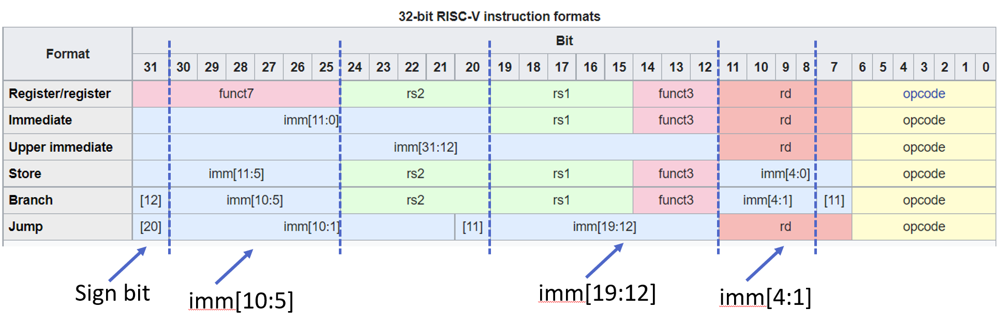 32-bit RISC-V instruction formats
Format Bit
31 30 29 28 27 26 25 24 23 22 21 20 19 18 17 16 15 14 13 12 11 10 9 8 7 6 5 4 3 2 1 0
Register/register funct7 rs2 rs1 funct3 rd opcode
Immediate imm[11:0] rs1 funct3 rd opcode
Upper immediate imm[31:12] rd opcode
Store imm[11:5] rs2 rs1 funct3 imm[4:0] opcode
Branch [12] imm[10:5] rs2 rs1 funct3 imm[4:1] [11] opcode
Jump [20] imm[10:1] [11] imm[19:12] rd opcode
Sign bit imm[10:5] imm[19:12] imm[4:1]